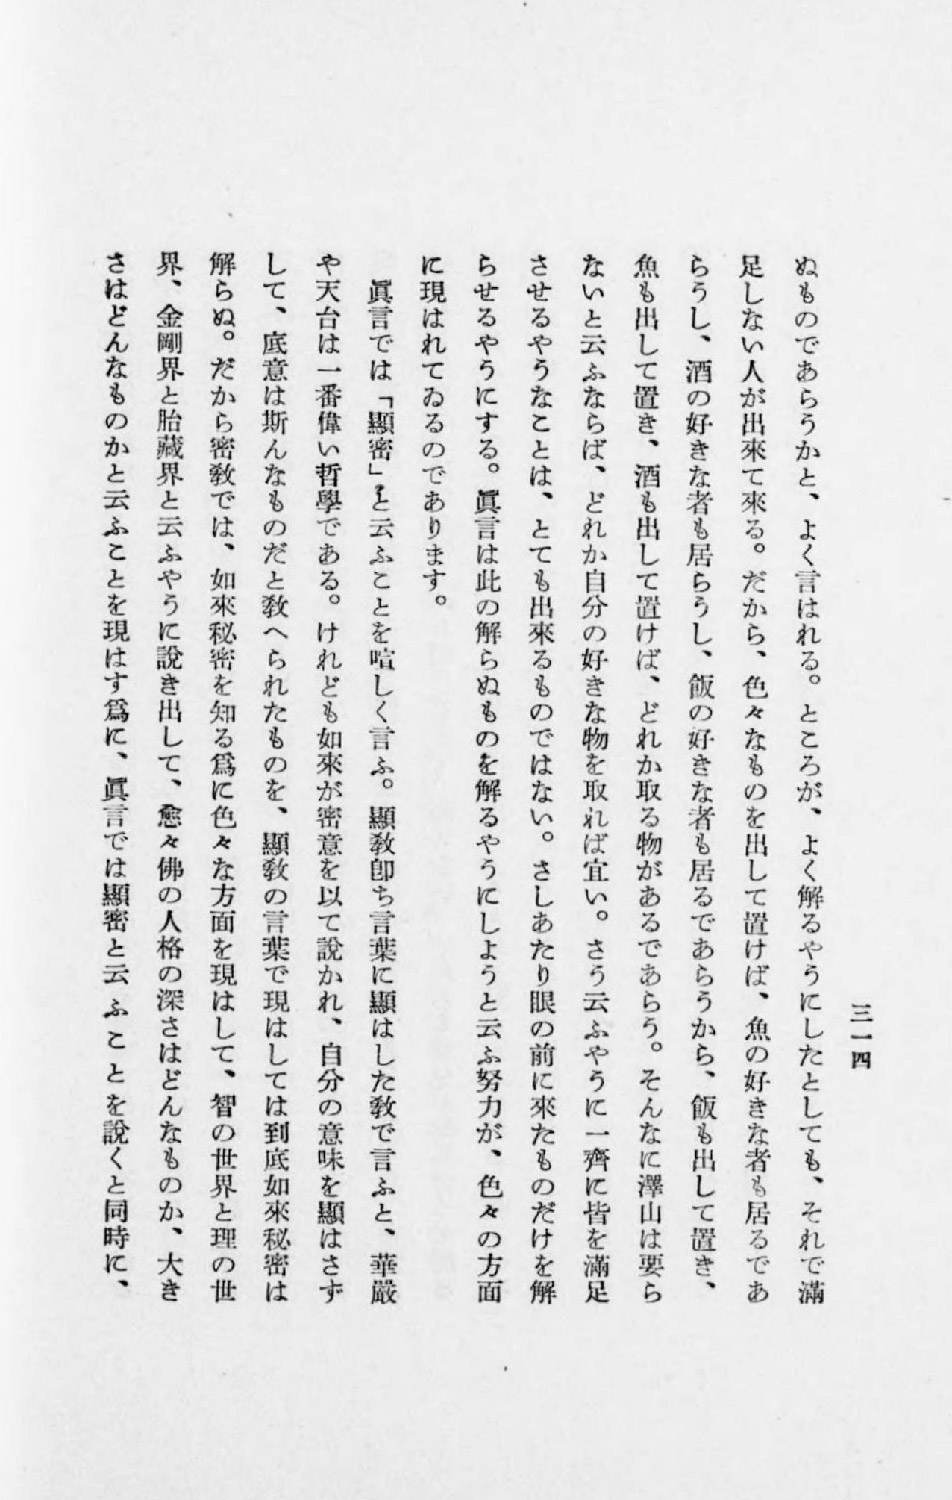 三一四
ぬものであらうかと、よく言はれる。ところが、よく解るやうにしたとしても、それで滿
足しない人が出來て來る。だから、色々なものを出して置けば、魚の好きな者も居るであ
らうし、酒の好きな者も居らうし、飯の好きな者も居るであらうから、飯も出して置き、
魚も出して置き、酒も出して置けば、どれか取る物があるであらう。そんなに澤山は要ら
ないと云ふならば、どれか自分の好きな物を取れば宜い。さう云ふやうに一齊に皆を滿足
させるやうなことは、とても出來るものではない。さしあたり眼の前に來たものだけを解
らせるやうにする。眞言は此の解らぬものを解るやうにしようと云ふ努力が、色々の方面
に現はれてゐるのであります。
眞言では「顯密」と云ふことを喧しく言ふ。顯敎卽ち言葉に顯はした敎で言ふと、華嚴
や天台は一番偉い哲學である。けれども如來が密意を以て說かれ、自分の意味を顯はさず
して、底意は斯んなものだと敎へられたものを、顯敎の言葉で現はしては到底如來秘密は
解らぬ。だから密敎では、如來秘密を知る爲に色々な方面を現はして、智の世界と理の世
界、金剛界と胎藏界と云ふやうに說き出して、愈々佛の人格の深さはどんなものか、大き
さはどんなものかと云ふことを現はす爲に、眞言では顯密と云ふことを說くと同時に、